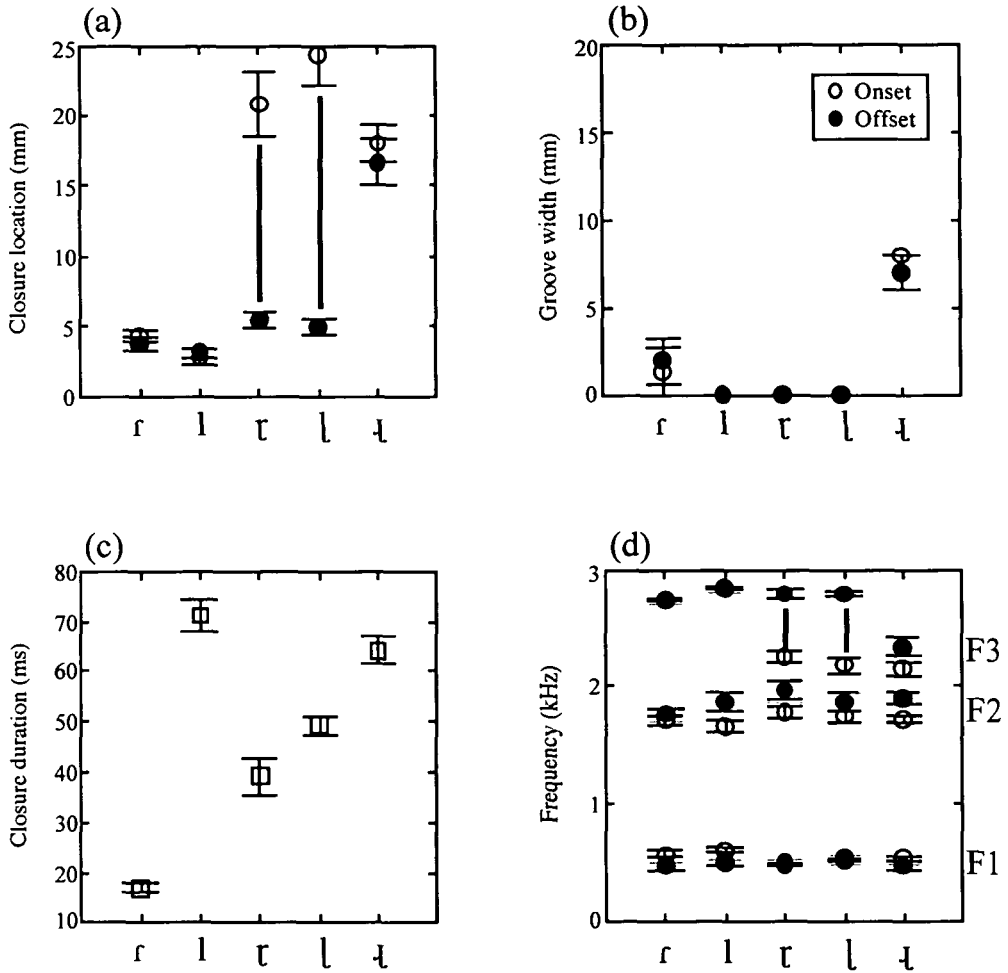 (a)
25
20
15
10
5
0
Closure location (mm)
ɾ l ɽ ɭ ɻ
(b)
20
15
10
5
0
Groove width (mm)
Onset
Offset
ɾ l ɽ ɭ ɻ
(c)
80
70
60
50
40
30
20
10
Closure duration (ms)
ɾ l ɽ ɭ ɻ
(d)
3
2
1
0
Frequency (kHz)
F3
F2
F1
ɾ l ɽ ɭ ɻ